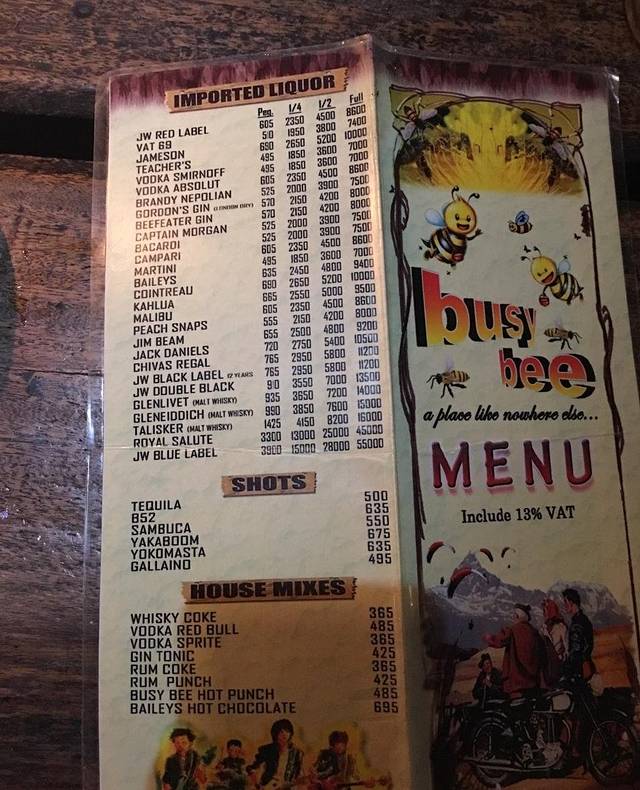 IMPORTED LIQUOR
Peg. 1/4 1/2 Full
JW RED LABEL 605 2350 4500 8600
VAT 69 510 1950 3800 7400
JAMESON 690 2650 5200 10000
TEACHER'S 495 1850 3600 7000
VODKA SMIRNOFF 495 1850 3600 7000
VODKA ABSOLUT 605 2350 4500 8600
BRANDY NEPOLIAN 525 2000 3900 7500
GORDON'S GIN (LONDON DRY) 570 2150 4200 8000
BEEFEATER GIN 570 2150 4200 8000
CAPTAIN MORGAN 525 2000 3900 7500
BACARDI 525 2000 3900 7500
CAMPARI 605 2350 4500 8600
MARTINI 495 1850 3600 7000
BAILEYS 635 2450 4800 9400
COINTREAU 690 2650 5200 10000
KAHLUA 665 2550 5000 9500
MALIBU 605 2350 4500 8600
PEACH SNAPS 555 2150 4200 8000
JIM BEAM 655 2500 4800 9200
JACK DANIELS 720 2750 5400 10500
CHIVAS REGAL 765 2950 5800 11200
JW BLACK LABEL 12 YEARS 765 2950 5800 11200
JW DOUBLE BLACK 910 3550 7000 13500
GLENLIVET (MALT WHISKY) 935 3650 7200 14000
GLENEIDDICH (MALT WHISKY) 990 3850 7600 15000
TALISKER (MALT WHISKY) 1425 4150 8200 16000
ROYAL SALUTE 3300 13000 25000 45000
JW BLUE LABEL 3900 15000 28000 55000
SHOTS
TEQUILA 500
B52 635
SAMBUCA 550
YAKABOOM 675
YOKOMASTA 635
GALLAINO 495
HOUSE MIXES
WHISKY COKE 365
VODKA RED BULL 485
VODKA SPRITE 365
GIN TONIC 425
RUM COKE 365
RUM PUNCH 425
BUSY BEE HOT PUNCH 485
BAILEYS HOT CHOCOLATE 695
busy
bee
a place like nowhere else...
MENU
Include 13% VAT